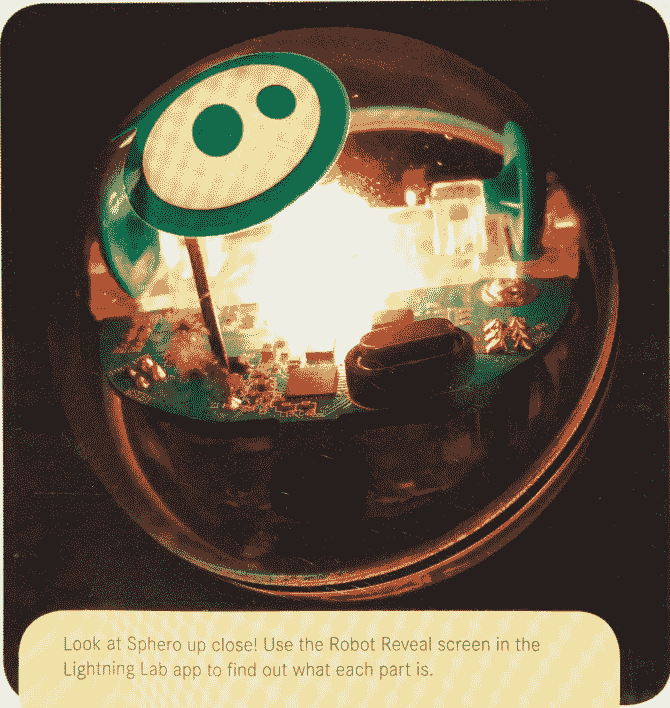 Look at Sphero up close! Use the Robot Reveal screen in the
Lightning Lab app to find out what each part is.